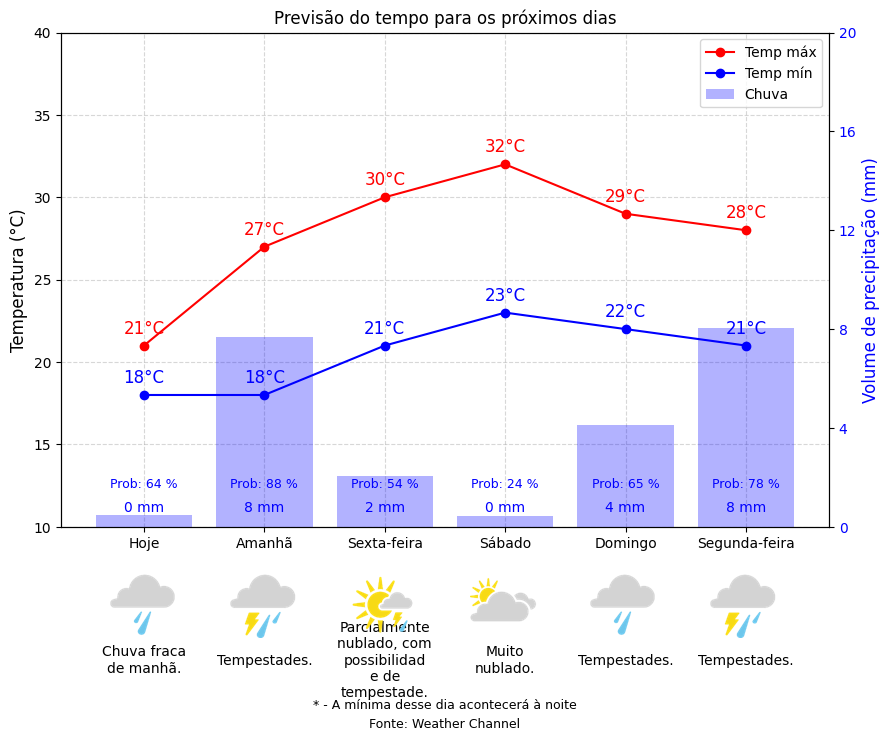 Previsão do tempo para os próximos dias
40
35
30
25
20
15
10
Temperatura (°C)
20
16
12
8
4
0
Volume de precipitação (mm)
Temp máx
Temp mín
Chuva
21°C
27°C
30°C
32°C
29°C
28°C
18°C
18°C
21°C
23°C
22°C
21°C
Prob: 64 %
Prob: 88 %
Prob: 54 %
Prob: 24 %
Prob: 65 %
Prob: 78 %
0 mm
8 mm
2 mm
0 mm
4 mm
8 mm
Hoje
Amanhã
Sexta-feira
Sábado
Domingo
Segunda-feira
Chuva fraca
de manhã.
Tempestades.
Parcialmente
nublado, com
possibilidad
e de
tempestade.
Muito
nublado.
Tempestades.
Tempestades.
* - A mínima desse dia acontecerá à noite
Fonte: Weather Channel